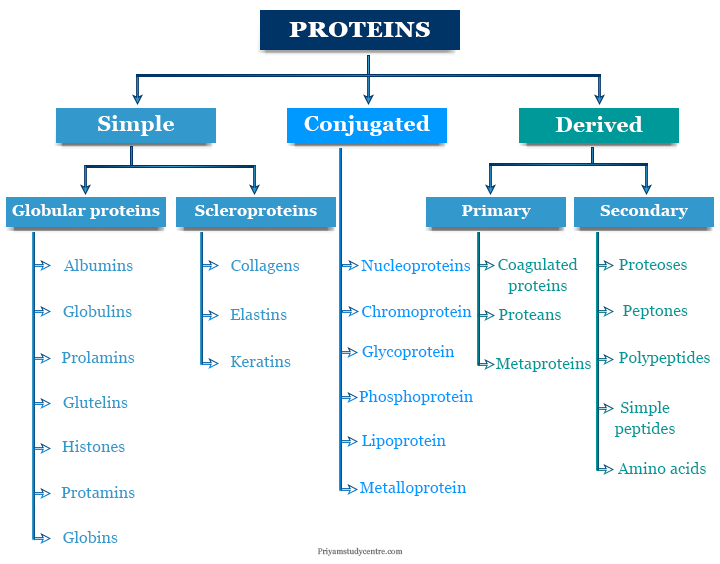 PROTEINS
Simple
Conjugated
Derived
Globular proteins
Scleroproteins
Primary
Secondary
Albumins
Globulins
Prolamins
Glutelins
Histones
Protamins
Globins
Collagens
Elastins
Keratins
Nucleoproteins
Chromoprotein
Glycoprotein
Phosphoprotein
Lipoprotein
Metalloprotein
Coagulated
proteins
Proteans
Metaproteins
Proteoses
Peptones
Polypeptides
Simple
peptides
Amino acids
Priyamstudycentre.com